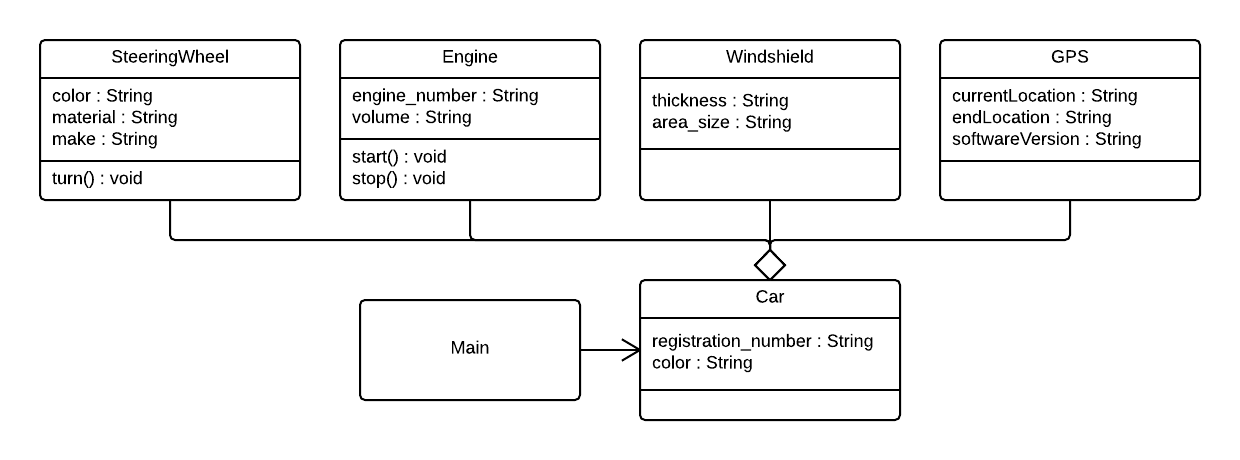 SteeringWheel
color : String
material : String
make : String
turn() : void
Engine
engine_number : String
volume : String
start() : void
stop() : void
Windshield
thickness : String
area_size : String
GPS
currentLocation : String
endLocation : String
softwareVersion : String
Main
Car
registration_number : String
color : String